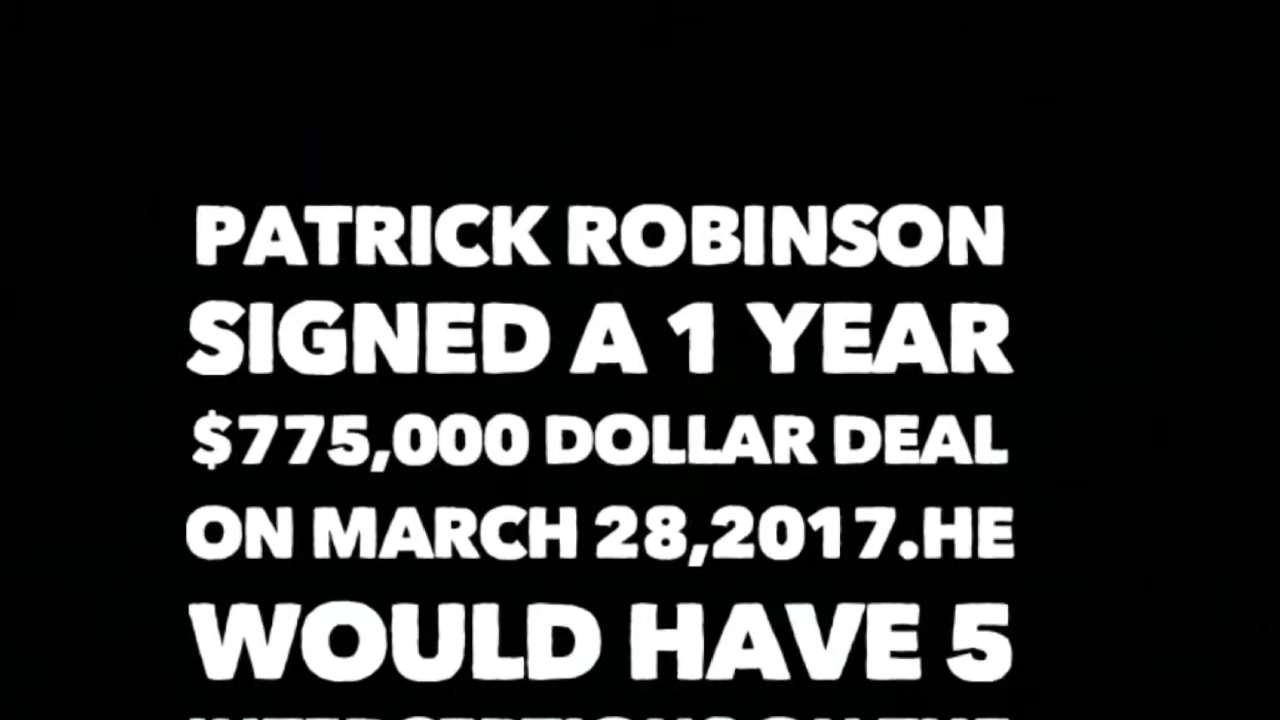 PATRICK ROBINSON
SIGNED A 1 YEAR
$775,000 DOLLAR DEAL
ON MARCH 28,2017.HE
WOULD HAVE 5